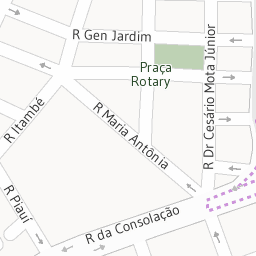 R Gen Jardim
Praça
Rotary
R Dr Cesário Mota Júnior
R Itambé
R Maria Antônia
R Piauí
R da Consolação